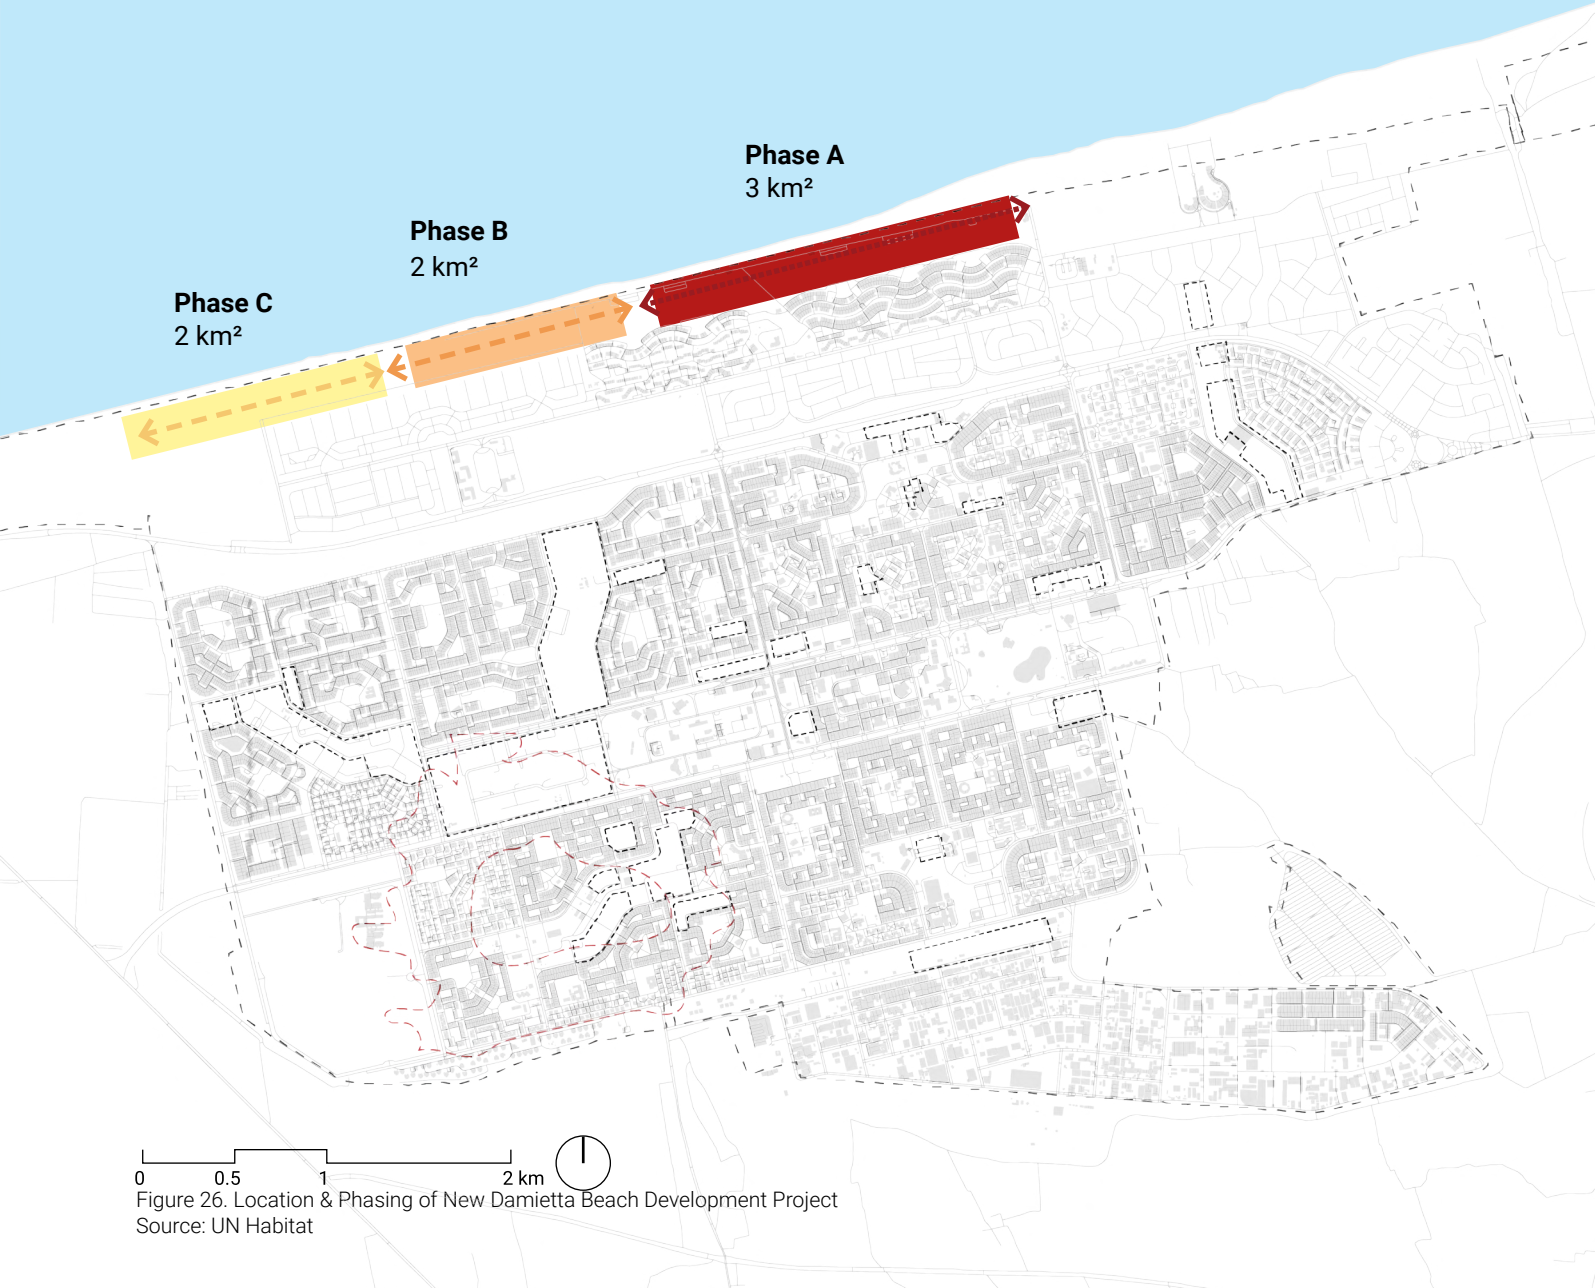 Phase A
3 km²
Phase B
2 km²
Phase C
2 km²
0 0.5 1 2 km
Figure 26. Location & Phasing of New Damietta Beach Development Project
Source: UN Habitat